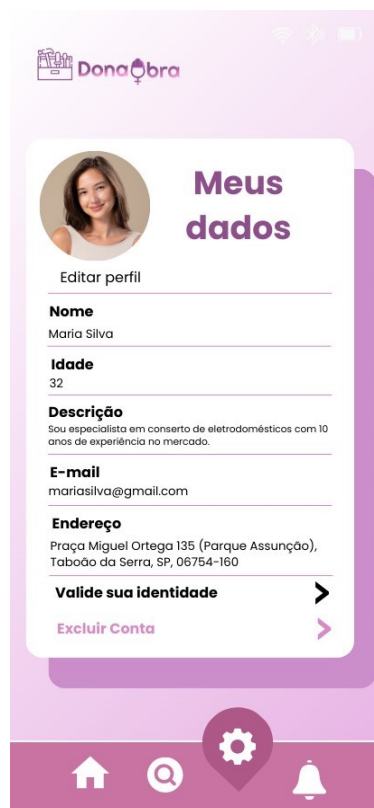 DonaObra
Meus
dados
Editar perfil
Nome
Maria Silva
Idade
32
Descrição
Sou especialista em conserto de eletrodomésticos com 10
anos de experiência no mercado.
E-mail
mariasilva@gmail.com
Endereço
Praça Miguel Ortega 135 (Parque Assunção),
Taboão da Serra, SP, 06754-160
Valide sua identidade
Excluir Conta